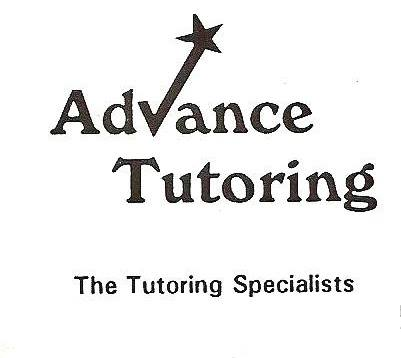 Advance
Tutoring
The Tutoring Specialists